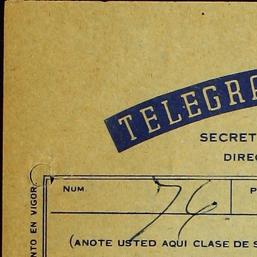 TELEGRA
SECRET
DIREC
NUM 76 P
(ANOTE USTED AQUI CLASE DE S
NTO EN VIGOR.